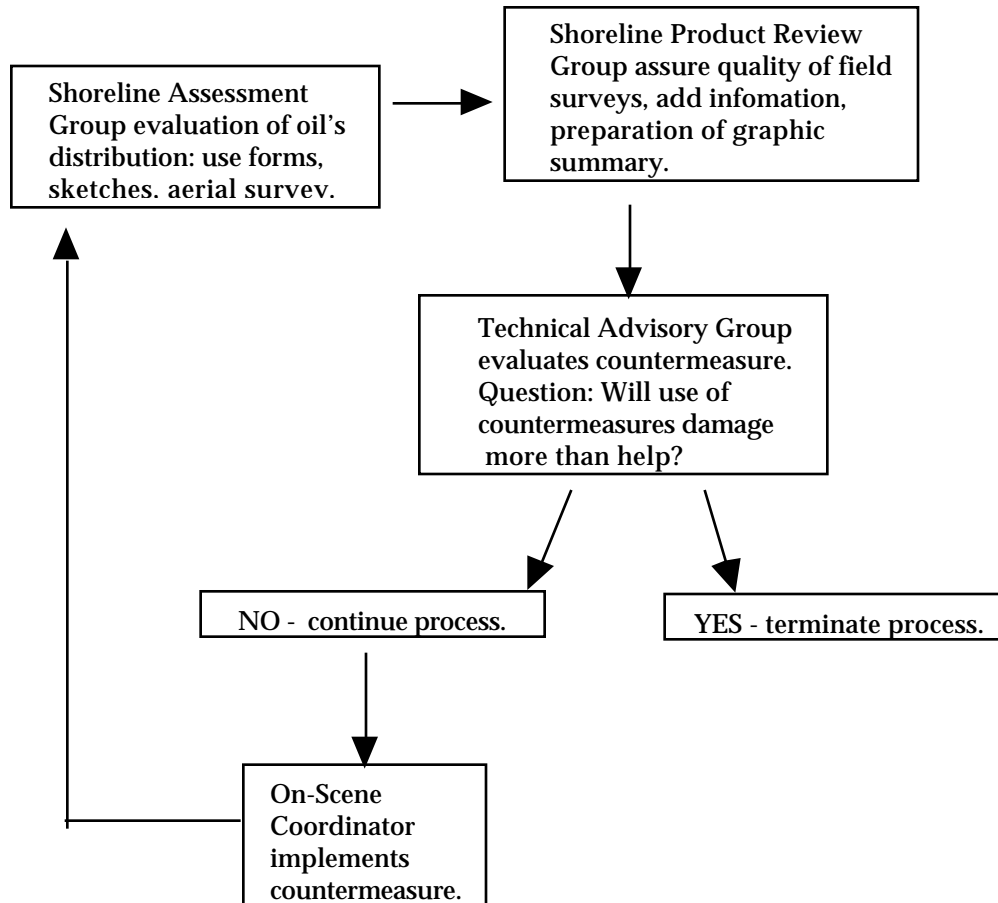 Shoreline Assessment
Group evaluation of oil's
distribution: use forms,
sketches. aerial survev.
Shoreline Product Review
Group assure quality of field
surveys, add infomation,
preparation of graphic
summary.
Technical Advisory Group
evaluates countermeasure.
Question: Will use of
countermeasures damage
more than help?
NO - continue process.
YES - terminate process.
On-Scene
Coordinator
implements
countermeasure.